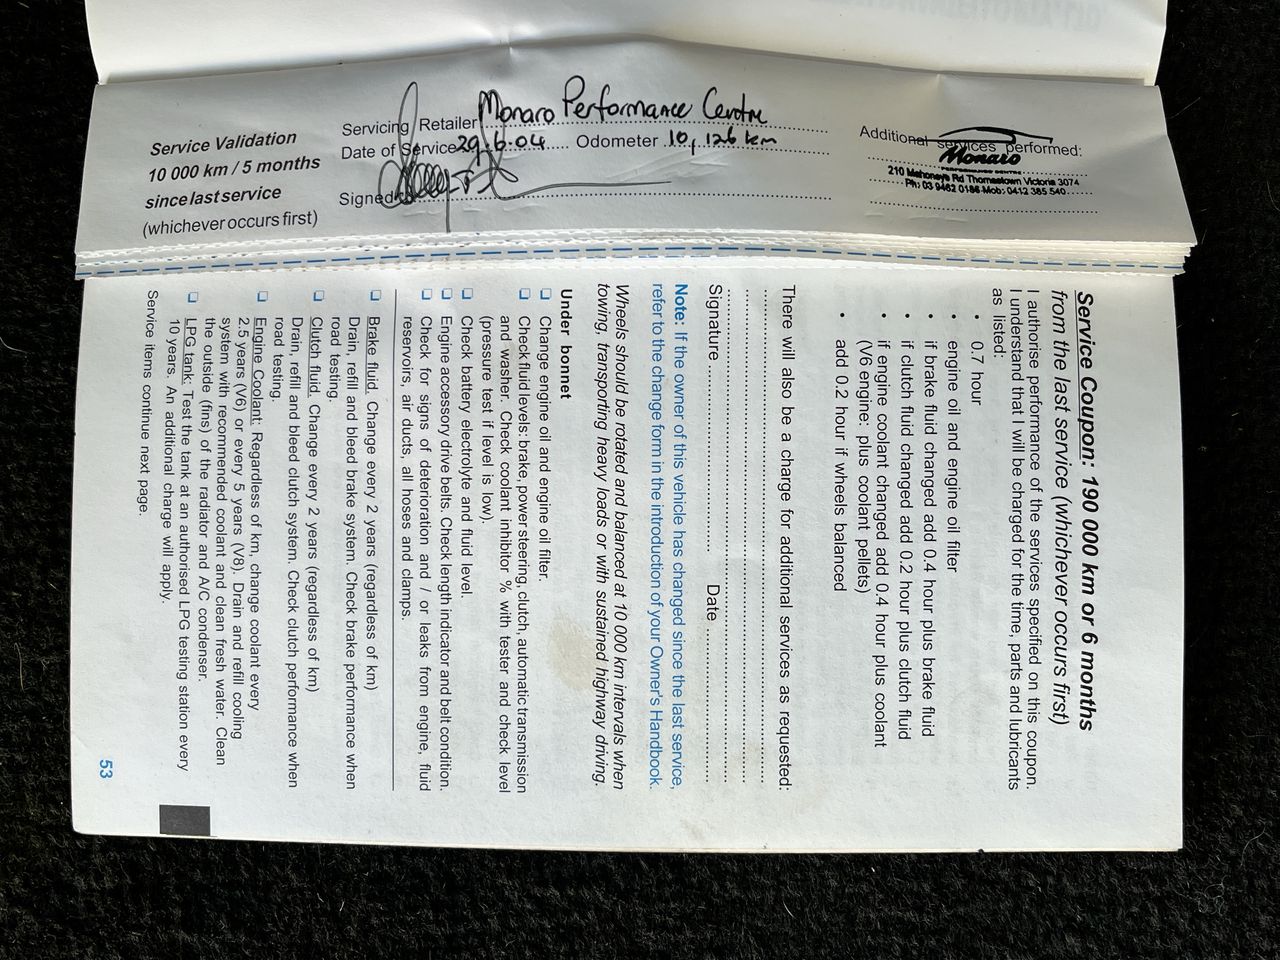 Service Validation
10 000 km / 5 months
since last service
(whichever occurs first)
Servicing Retailer Monaro Performance Centre
Date of Service 29.6.04 Odometer 10,126 km
Signed
Additional services performed:
Monaro
PERFORMANCE CENTRE
210 Mahoneys Rd Thomastown Victoria 3074
Ph: 03 9462 0186 Mob: 0412 385 540
Service Coupon: 190 000 km or 6 months
from the last service (whichever occurs first)
I authorise performance of the services specified on this coupon.
I understand that I will be charged for the time, parts and lubricants
as listed:
• 0.7 hour
• engine oil and engine oil filter
• if brake fluid changed add 0.4 hour plus brake fluid
• if clutch fluid changed add 0.2 hour plus clutch fluid
• if engine coolant changed add 0.4 hour plus coolant
(V6 engine: plus coolant pellets)
• add 0.2 hour if wheels balanced
There will also be a charge for additional services as requested:
Signature Date
Note: If the owner of this vehicle has changed since the last service,
refer to the change form in the introduction of your Owner's Handbook.
Wheels should be rotated and balanced at 10 000 km intervals when
towing, transporting heavy loads or with sustained highway driving.
Under bonnet
❏ Change engine oil and engine oil filter.
❏ Check fluid levels: brake, power steering, clutch, automatic transmission
and washer. Check coolant inhibitor % with tester and check level
(pressure test if level is low).
❏ Check battery electrolyte and fluid level.
❏ Engine accessory drive belts. Check length indicator and belt condition.
❏ Check for signs of deterioration and / or leaks from engine, fluid
reservoirs, air ducts, all hoses and clamps.
❏ Brake fluid. Change every 2 years (regardless of km)
Drain, refill and bleed brake system. Check brake performance when
road testing.
❏ Clutch fluid. Change every 2 years (regardless of km)
Drain, refill and bleed clutch system. Check clutch performance when
road testing.
❏ Engine Coolant: Regardless of km, change coolant every
2.5 years (V6) or every 5 years (V8). Drain and refill cooling
system with recommended coolant and clean fresh water. Clean
the outside (fins) of the radiator and A/C condenser.
❏ LPG tank: Test the tank at an authorised LPG testing station every
10 years. An additional charge will apply.
Service items continue next page.
53